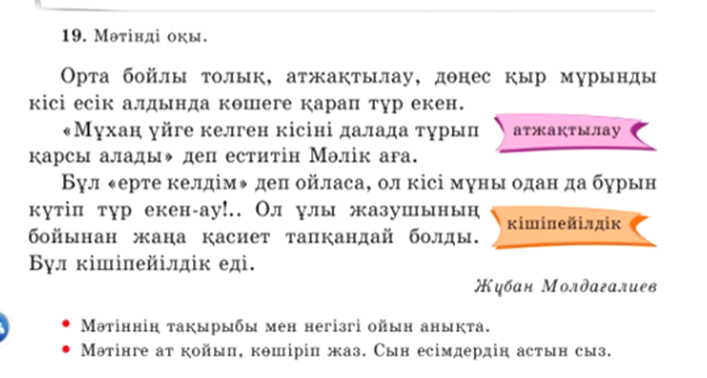 19. Мәтінді оқы.
Орта бойлы толық, атжақтылау, дөңес қыр мұрынды
кісі есік алдында көшеге қарап тұр екен.
«Мұхаң үйге келген кісіні далада тұрып
қарсы алады» деп еститін Мәлік аға.
атжақтылау
Бұл «ерте келдім» деп ойласа, ол кісі мұны одан да бұрын
күтіп тұр екен-ау!.. Ол ұлы жазушының
бойынан жаңа қасиет тапқандай болды.
Бұл кішіпейілдік еді.
кішіпейілдік
Жұбан Молдағалиев
• Мәтіннің тақырыбы мен негізгі ойын анықта.
• Мәтінге ат қойып, көшіріп жаз. Сын есімдердің астын сыз.